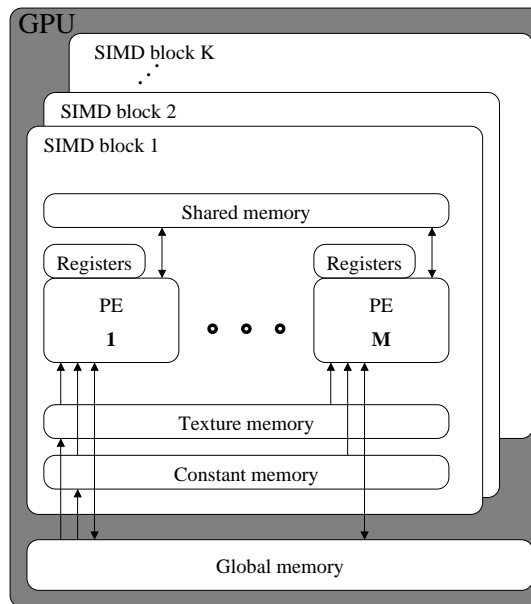 GPU
SIMD block K
SIMD block 2
SIMD block 1
Shared memory
Registers
Registers
PE
PE
1
M
Texture memory
Constant memory
Global memory